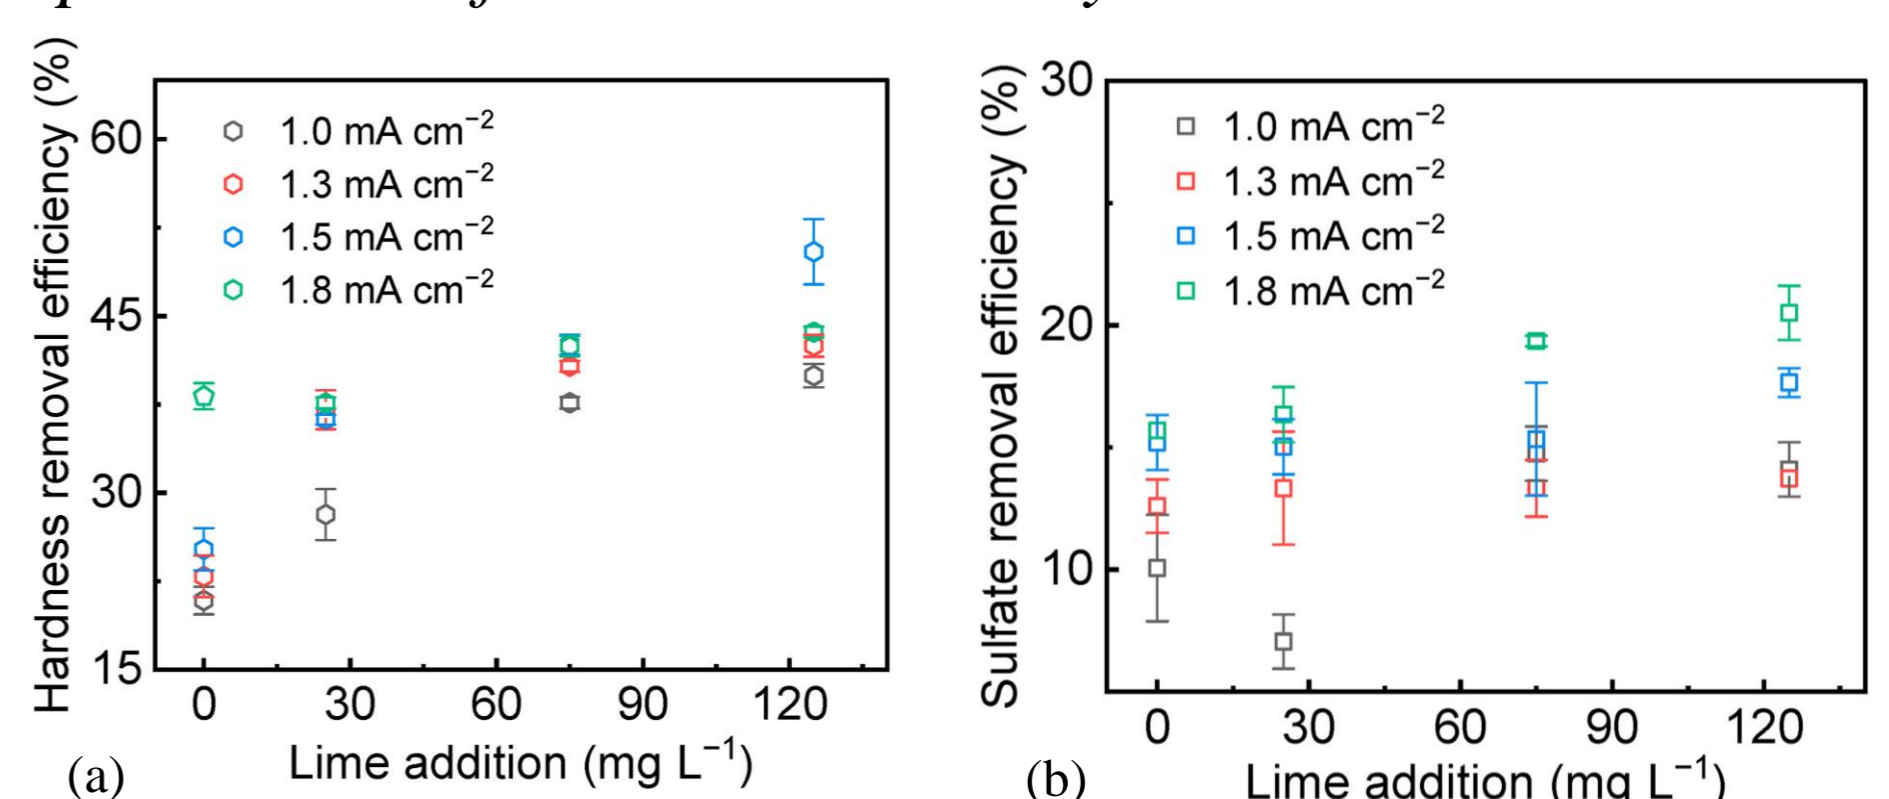 Hardness removal efficiency (%)
60
45
30
15
1.0 mA cm⁻²
1.3 mA cm⁻²
1.5 mA cm⁻²
1.8 mA cm⁻²
0 30 60 90 120
Lime addition (mg L⁻¹)
(a)
Sulfate removal efficiency (%)
30
20
10
1.0 mA cm⁻²
1.3 mA cm⁻²
1.5 mA cm⁻²
1.8 mA cm⁻²
0 30 60 90 120
Lime addition (mg L⁻¹)
(b)